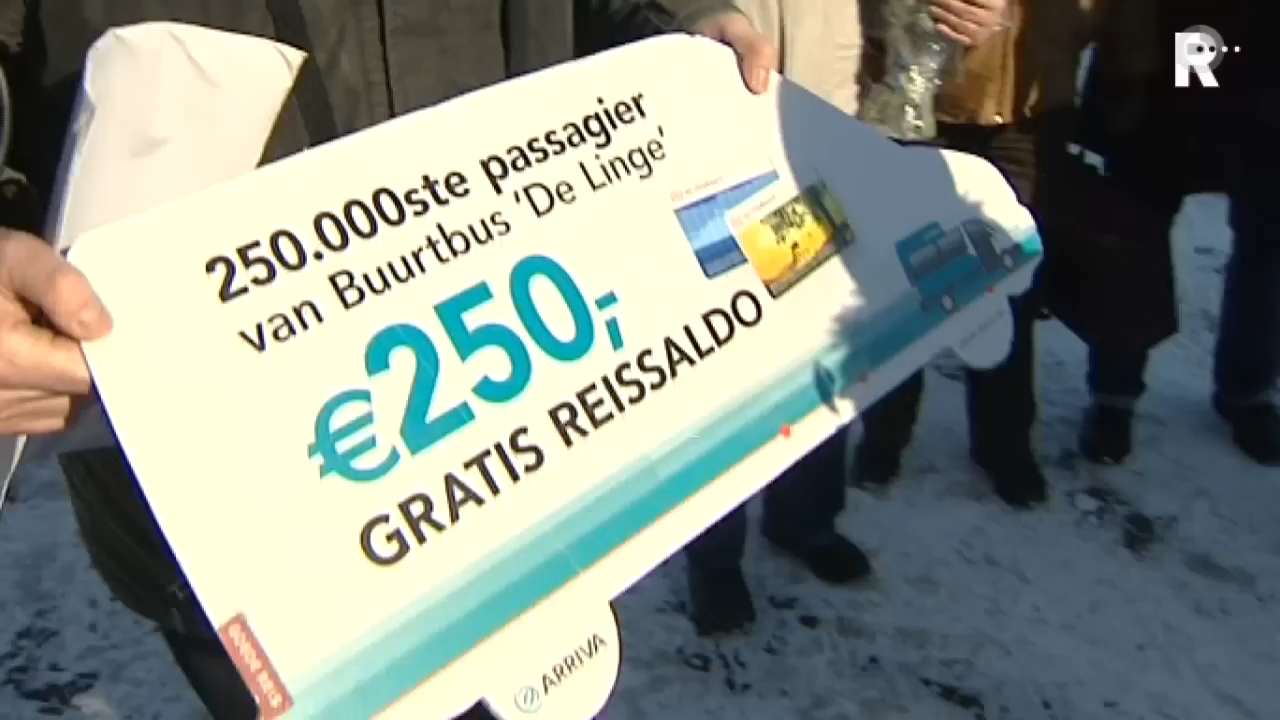 R
250.000ste passagier
van Buurtbus 'De Linge'
€250,-
GRATIS REISSALDO
ARRIVA